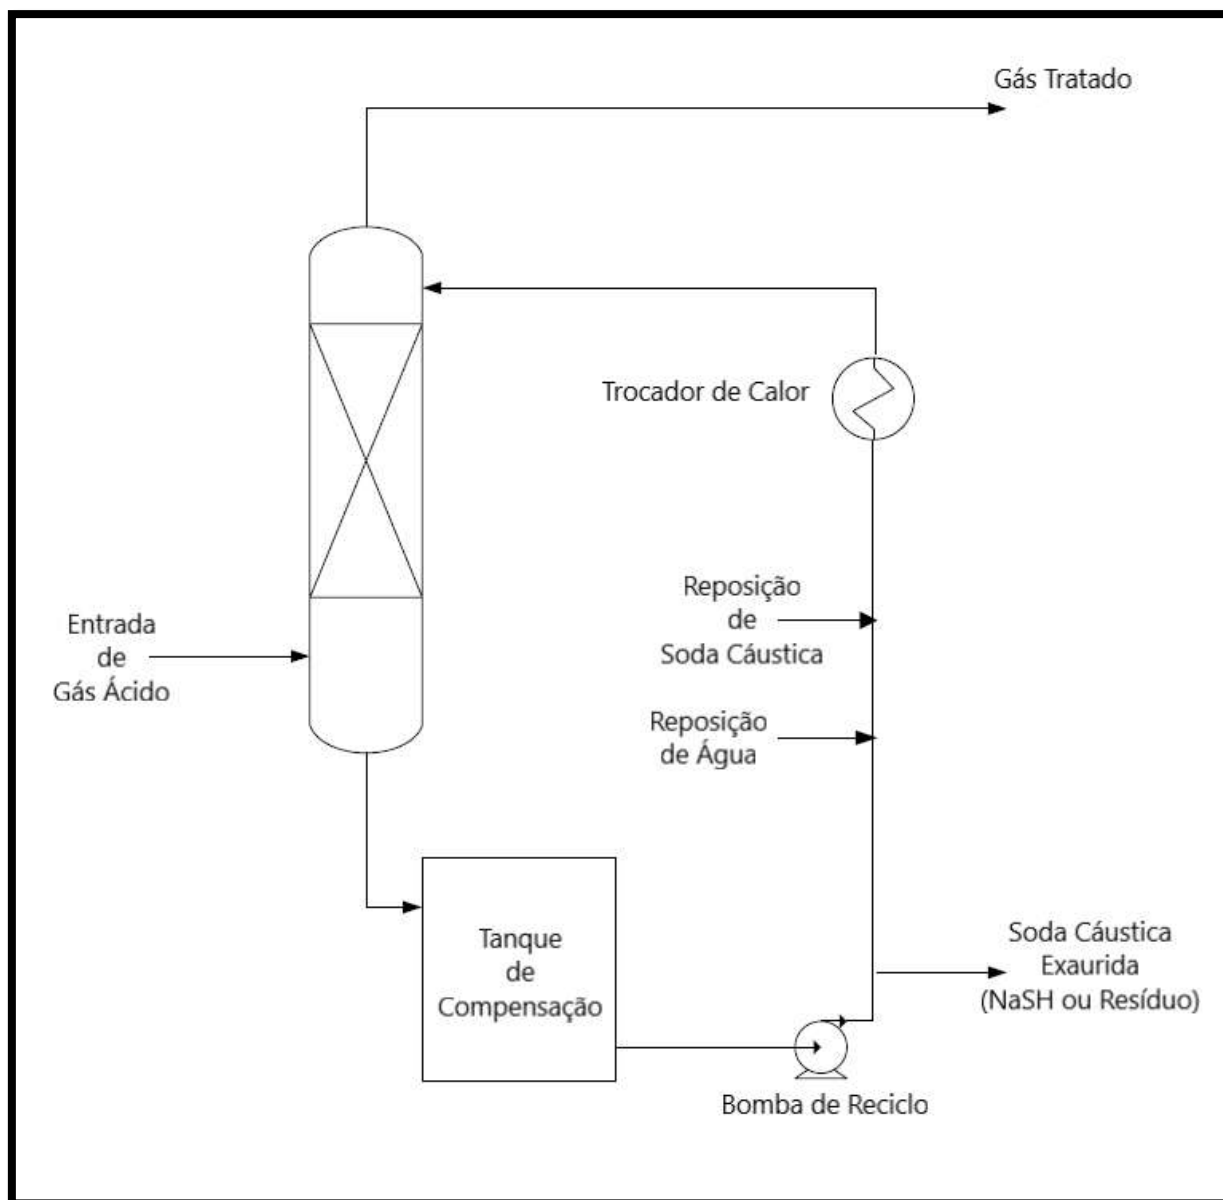 Gás Tratado
Trocador de Calor
Reposição
de
Soda Cáustica
Entrada
de
Gás Ácido
Reposição
de Água
Tanque
de
Compensação
Soda Cáustica
Exaurida
(NaSH ou Resíduo)
Bomba de Reciclo